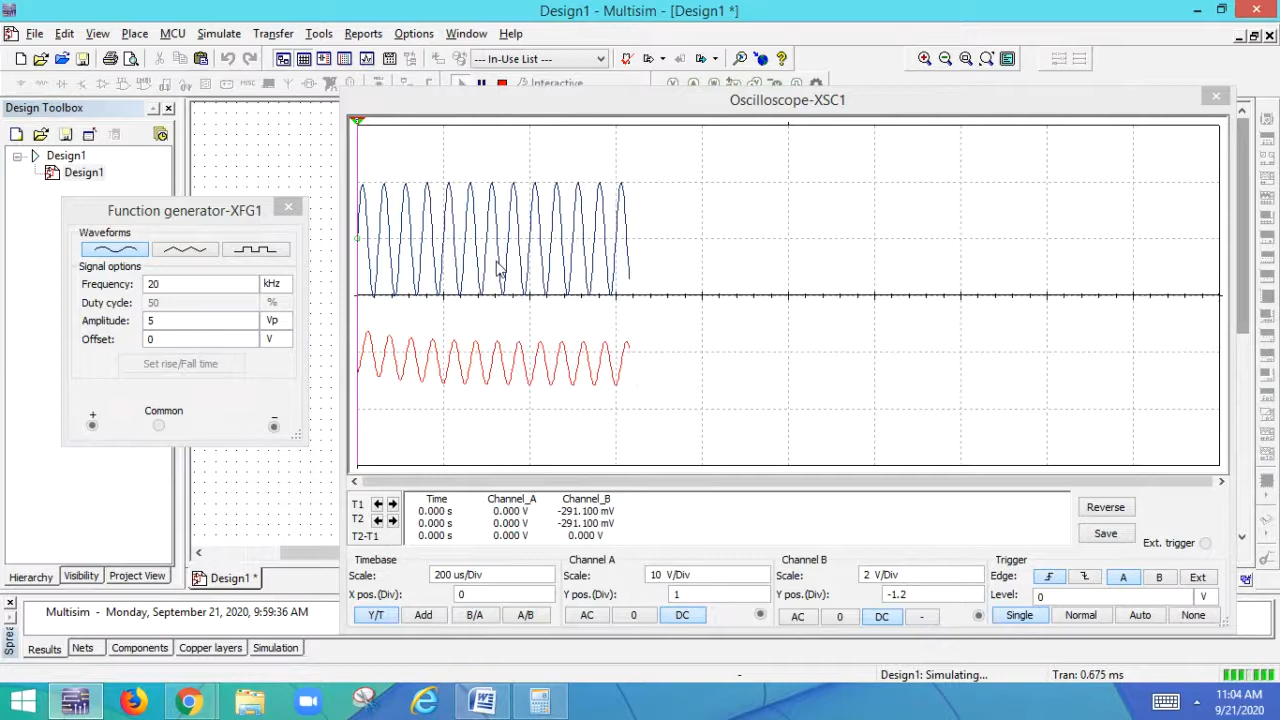 Design1 - Multisim - [Design1 *]
File Edit View Place MCU Simulate Transfer Tools Reports Options Window Help
--- In-Use List ---
Interactive
Design Toolbox
Design1
Design1
Oscilloscope-XSC1
Function generator-XFG1
Waveforms
Signal options
Frequency: 20 kHz
Duty cycle: 50 %
Amplitude: 5 Vp
Offset: 0 V
Set rise/Fall time
+ Common -
T1
T2
T2-T1
Time Channel_A Channel_B
0.000 s 0.000 V -291.100 mV
0.000 s 0.000 V -291.100 mV
0.000 s 0.000 V 0.000 V
Reverse
Save
Ext. trigger
Timebase
Scale: 200 us/Div
X pos.(Div): 0
Y/T Add B/A A/B
Channel A
Scale: 10 V/Div
Y pos.(Div): 1
AC 0 DC
Channel B
Scale: 2 V/Div
Y pos.(Div): -1.2
AC 0 DC -
Trigger
Edge: A B Ext
Level: 0 V
Single Normal Auto None
Hierarchy Visibility Project View
Design1 *
Multisim - Monday, September 21, 2020, 9:59:36 AM
Spre
Results Nets Components Copper layers Simulation
- Design1: Simulating... Tran: 0.675 ms
11:04 AM
9/21/2020